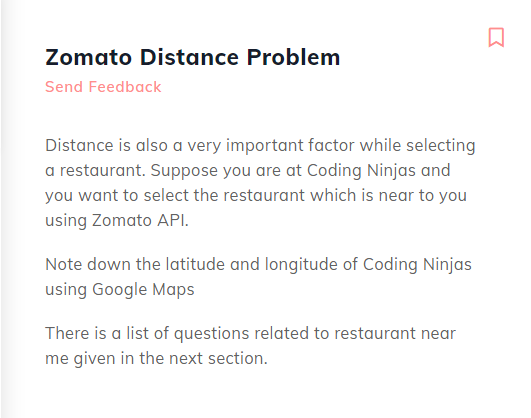 Zomato Distance Problem
Send Feedback
Distance is also a very important factor while selecting
a restaurant. Suppose you are at Coding Ninjas and
you want to select the restaurant which is near to you
using Zomato API.
Note down the latitude and longitude of Coding Ninjas
using Google Maps
There is a list of questions related to restaurant near
me given in the next section.